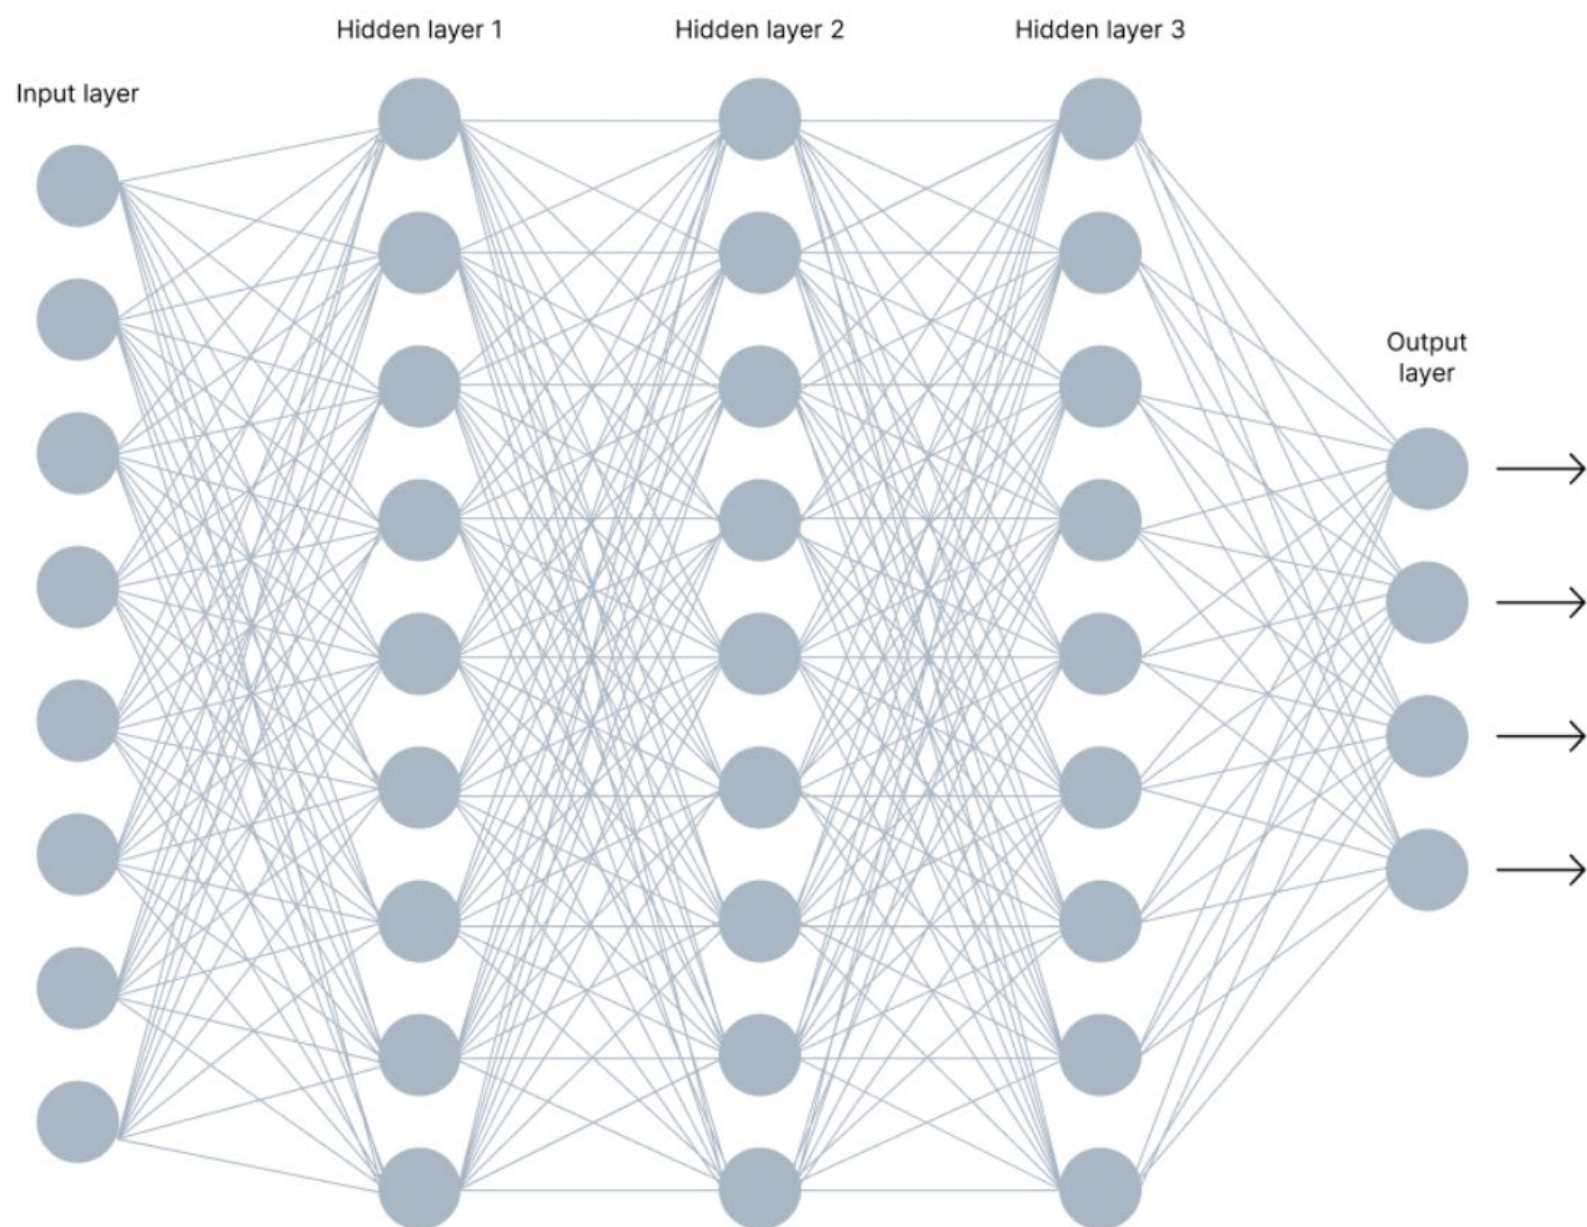 Hidden layer 1
Hidden layer 2
Hidden layer 3
Input layer
Output
layer